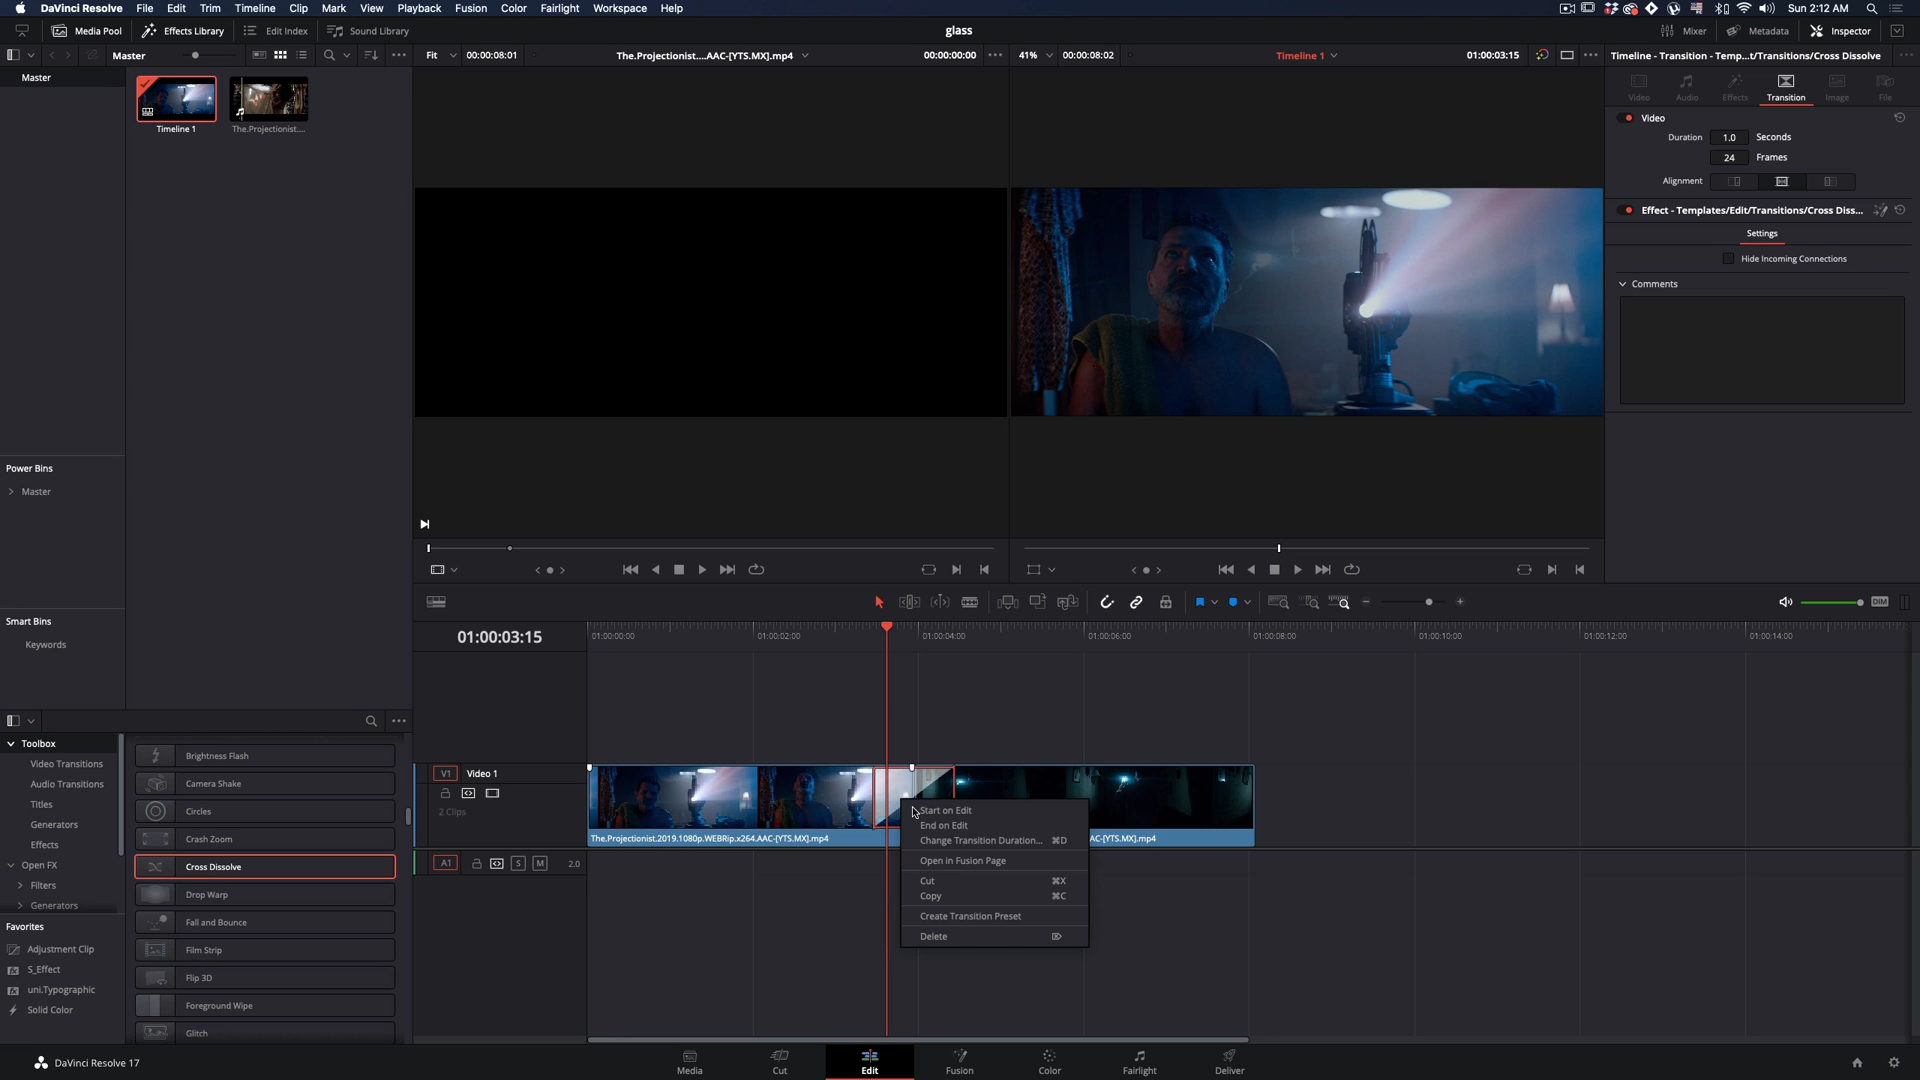 DaVinci Resolve File Edit Trim Timeline Clip Mark View Playback Fusion Color Fairlight Workspace Help
Sun 2:12 AM
Media Pool Effects Library Edit Index Sound Library
glass
Mixer Metadata Inspector
Master
Fit 00:00:08:01 The.Projectionist....AAC-[YTS.MX].mp4 00:00:00:00
41% 00:00:08:02 Timeline 1 01:00:03:15
Timeline - Transition - Temp...t/Transitions/Cross Dissolve
Master
Timeline 1
The.Projectionist....
Video Audio Effects Transition Image File
Video
Duration 1.0 Seconds
24 Frames
Alignment
Effect - Templates/Edit/Transitions/Cross Diss...
Settings
Hide Incoming Connections
Comments
Power Bins
Master
Smart Bins
Keywords
DIM
01:00:03:15
01:00:00:00 01:00:02:00 01:00:04:00 01:00:06:00 01:00:08:00 01:00:10:00 01:00:12:00 01:00:14:00
V1 Video 1
2 Clips
The.Projectionist.2019.1080p.WEBRip.x264.AAC-[YTS.MX].mp4
AC-[YTS.MX].mp4
A1 S M 2.0
Start on Edit
End on Edit
Change Transition Duration... ⌘D
Open in Fusion Page
Cut ⌘X
Copy ⌘C
Create Transition Preset
Delete ⌦
Toolbox
Video Transitions
Audio Transitions
Titles
Generators
Effects
Open FX
Filters
Generators
Favorites
Adjustment Clip
S_Effect
uni.Typographic
Solid Color
Brightness Flash
Camera Shake
Circles
Crash Zoom
Cross Dissolve
Drop Warp
Fall and Bounce
Film Strip
Flip 3D
Foreground Wipe
Glitch
DaVinci Resolve 17
Media Cut Edit Fusion Color Fairlight Deliver